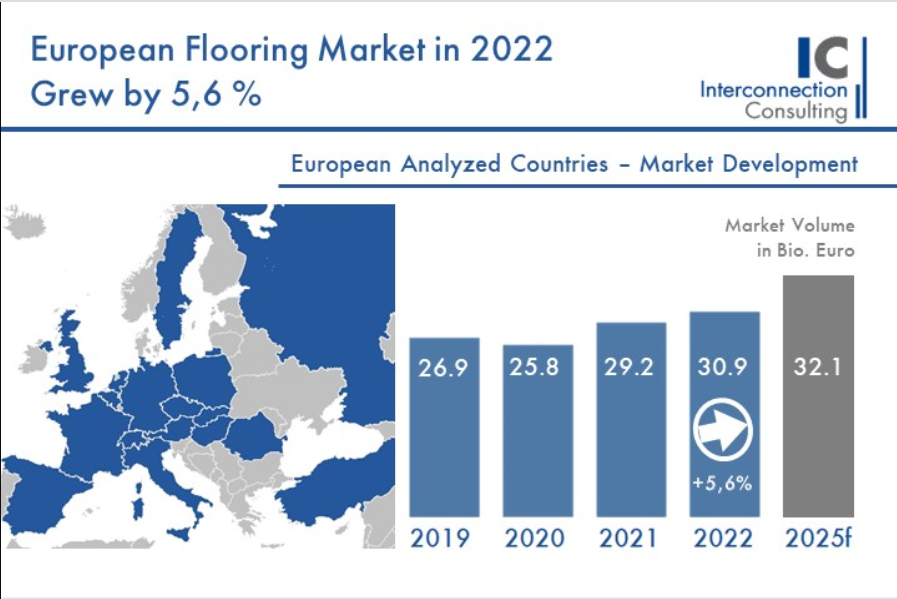 European Flooring Market in 2022
Grew by 5,6 %
IC
Interconnection
Consulting
European Analyzed Countries – Market Development
Market Volume
in Bio. Euro
26.9
25.8
29.2
30.9
32.1
+5,6%
2019
2020
2021
2022
2025f